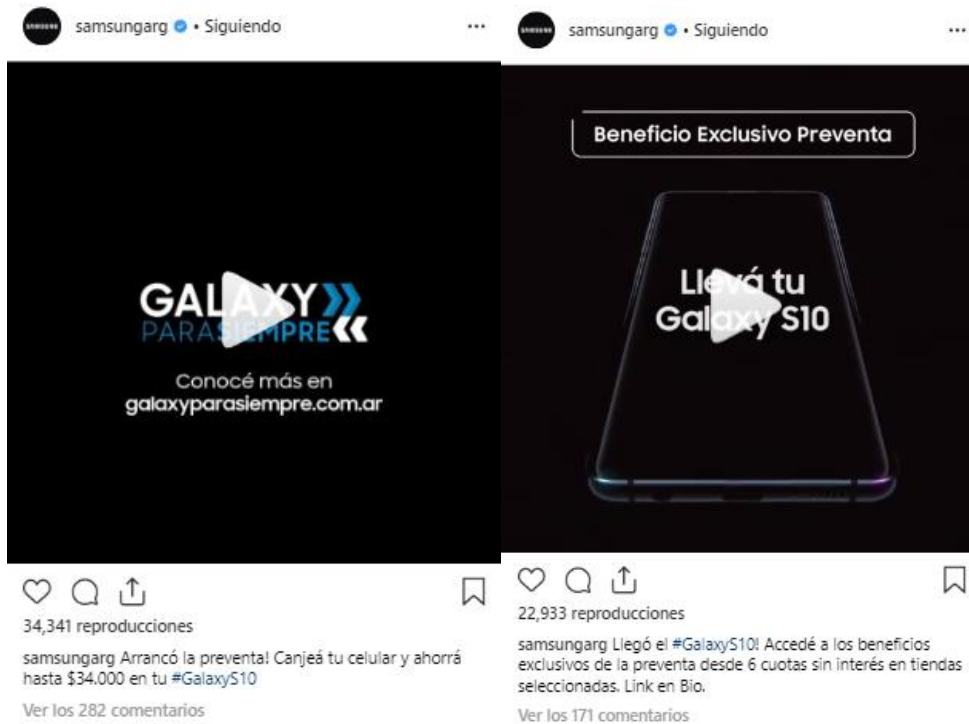 SAMSUNG
samsungarg • Siguiendo
GALAXY
PARASIEMPRE
Conocé más en
galaxyparasiempre.com.ar
34,341 reproducciones
samsungarg Arrancó la preventa! Canjeá tu celular y ahorrá
hasta $34.000 en tu #GalaxyS10
Ver los 282 comentarios
SAMSUNG
samsungarg • Siguiendo
Beneficio Exclusivo Preventa
Llevá tu
Galaxy S10
22,933 reproducciones
samsungarg Llegó el #GalaxyS10! Accedé a los beneficios
exclusivos de la preventa desde 6 cuotas sin interés en tiendas
seleccionadas. Link en Bio.
Ver los 171 comentarios